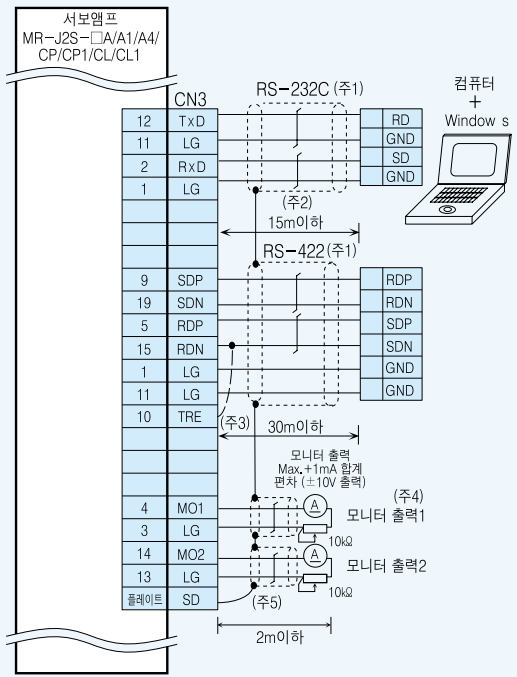 서보앰프
MR-J2S-□A/A1/A4/
CP/CP1/CL/CL1
CN3
12 TxD
11 LG
2 RxD
1 LG
RS-232C (주1)
RD
GND
SD
GND
(주2)
15m이하
컴퓨터
+
Window s
RS-422 (주1)
9 SDP
19 SDN
5 RDP
15 RDN
1 LG
11 LG
10 TRE
RDP
RDN
SDP
SDN
GND
GND
(주3)
30m이하
모니터 출력
Max.+1mA 합계
편차 (±10V 출력)
4 MO1
3 LG
14 MO2
13 LG
플레이트 SD
A
10kΩ
(주4)
모니터 출력1
A
10kΩ
모니터 출력2
(주5)
2m이하